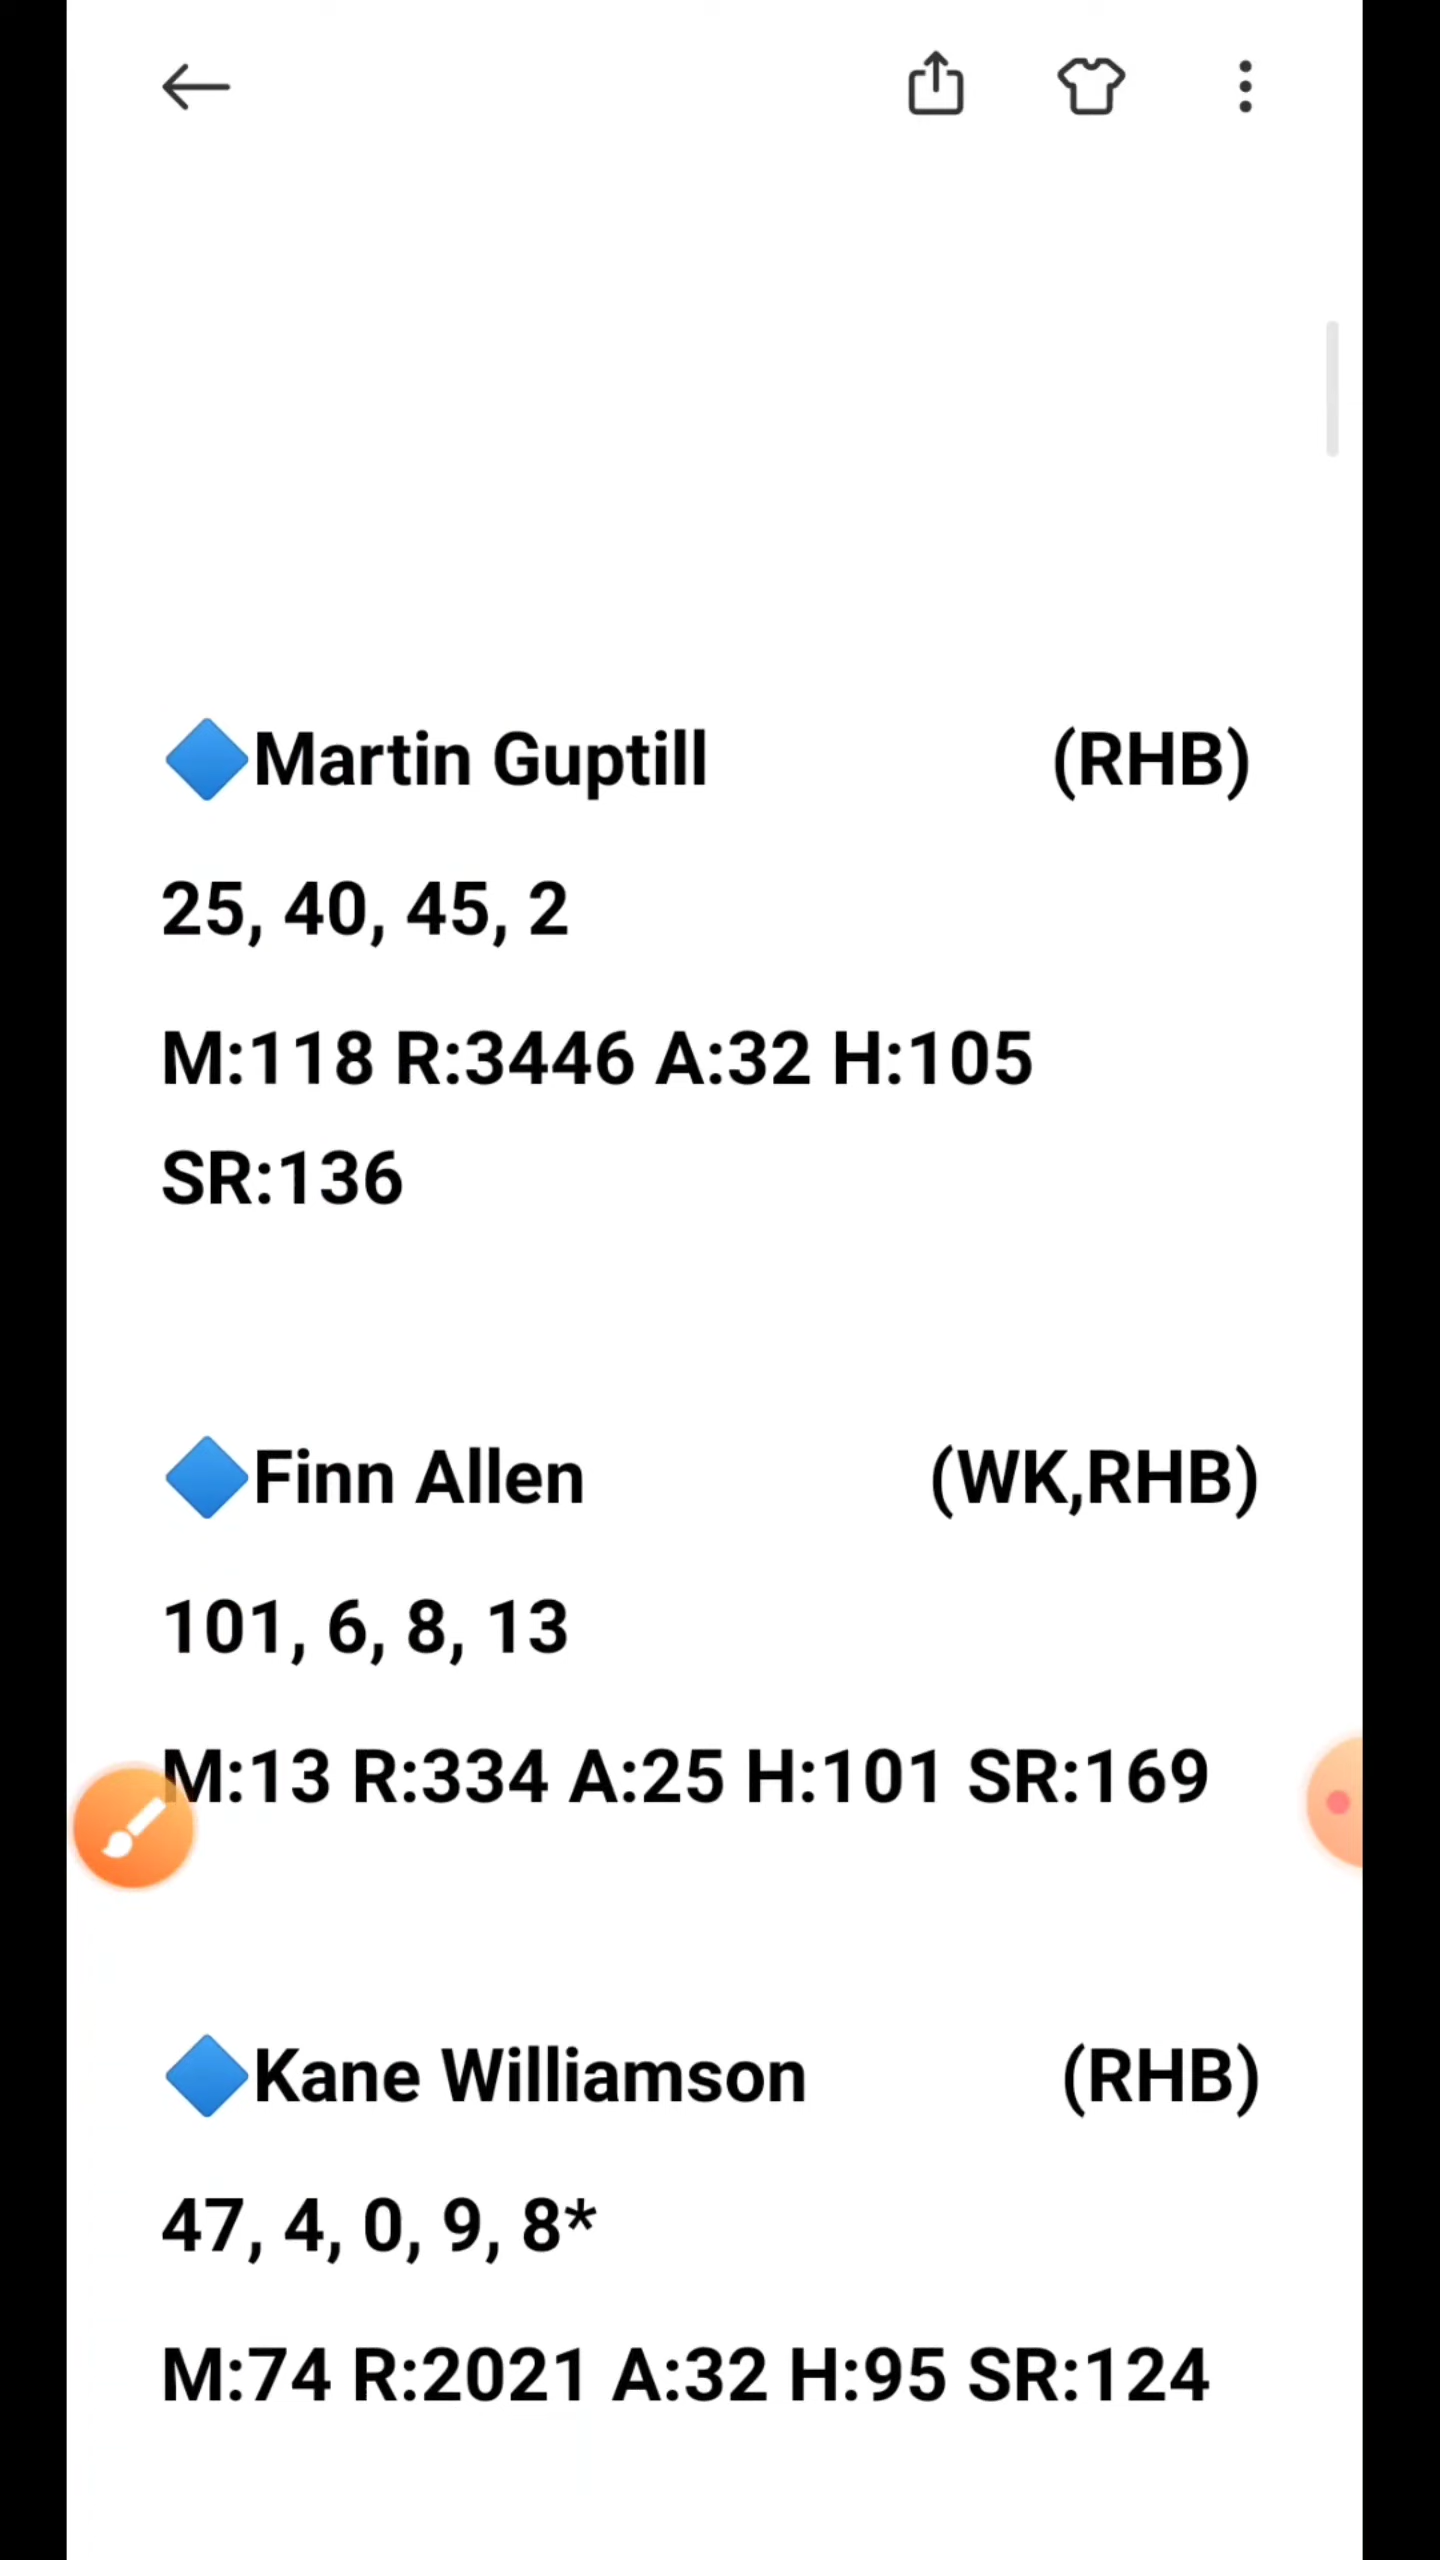 🔷Martin Guptill (RHB)
25, 40, 45, 2
M:118 R:3446 A:32 H:105
SR:136
🔷Finn Allen (WK,RHB)
101, 6, 8, 13
M:13 R:334 A:25 H:101 SR:169
🔷Kane Williamson (RHB)
47, 4, 0, 9, 8*
M:74 R:2021 A:32 H:95 SR:124